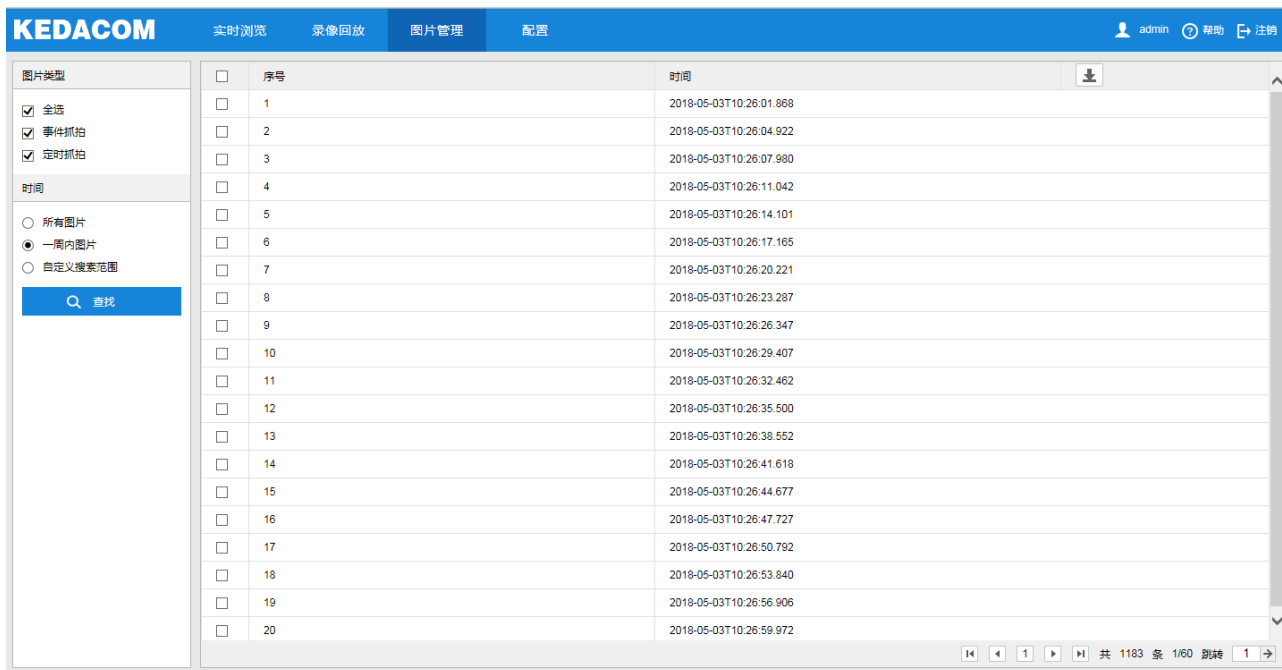 KEDACOM 实时浏览 录像回放 图片管理 配置 admin 帮助 注销
图片类型
全选
事件抓拍
定时抓拍
时间
所有图片
一周内图片
自定义搜索范围
查找
序号 时间
1 2018-05-03T10:26:01.868
2 2018-05-03T10:26:04.922
3 2018-05-03T10:26:07.980
4 2018-05-03T10:26:11.042
5 2018-05-03T10:26:14.101
6 2018-05-03T10:26:17.165
7 2018-05-03T10:26:20.221
8 2018-05-03T10:26:23.287
9 2018-05-03T10:26:26.347
10 2018-05-03T10:26:29.407
11 2018-05-03T10:26:32.462
12 2018-05-03T10:26:35.500
13 2018-05-03T10:26:38.552
14 2018-05-03T10:26:41.618
15 2018-05-03T10:26:44.677
16 2018-05-03T10:26:47.727
17 2018-05-03T10:26:50.792
18 2018-05-03T10:26:53.840
19 2018-05-03T10:26:56.906
20 2018-05-03T10:26:59.972
1 共 1183 条 1/60 跳转 1